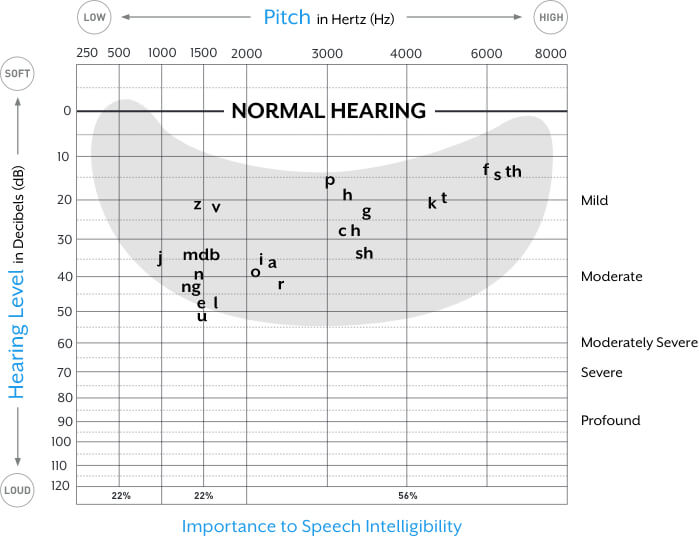 LOW Pitch in Hertz (Hz) HIGH
250 500 1000 1500 2000 3000 4000 6000 8000
SOFT
0 NORMAL HEARING
10
p f s th
20 z v h g k t Mild
30 ch
j mdb i a sh
40 n o Moderate
ng r
50 e l
u
60 Moderately Severe
70 Severe
80
90 Profound
100
110
120
LOUD
Hearing Level in Decibels (dB)
22% 22% 56%
Importance to Speech Intelligibility